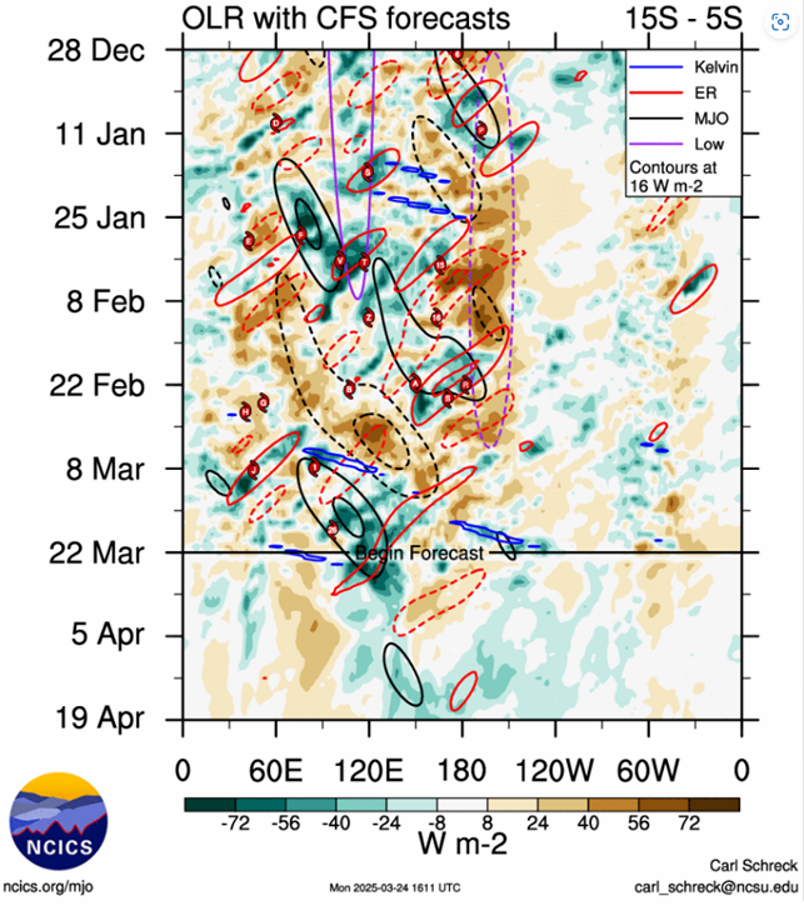 OLR with CFS forecasts 15S - 5S
28 Dec
11 Jan
25 Jan
8 Feb
22 Feb
8 Mar
22 Mar
5 Apr
19 Apr
Kelvin
ER
MJO
Low
Contours at
16 W m-2
Begin Forecast
0 60E 120E 180 120W 60W 0
-72 -56 -40 -24 -8 8 24 40 56 72
W m-2
NCICS
ncics.org/mjo
Mon 2025-03-24 1611 UTC
Carl Schreck
carl_schreck@ncsu.edu